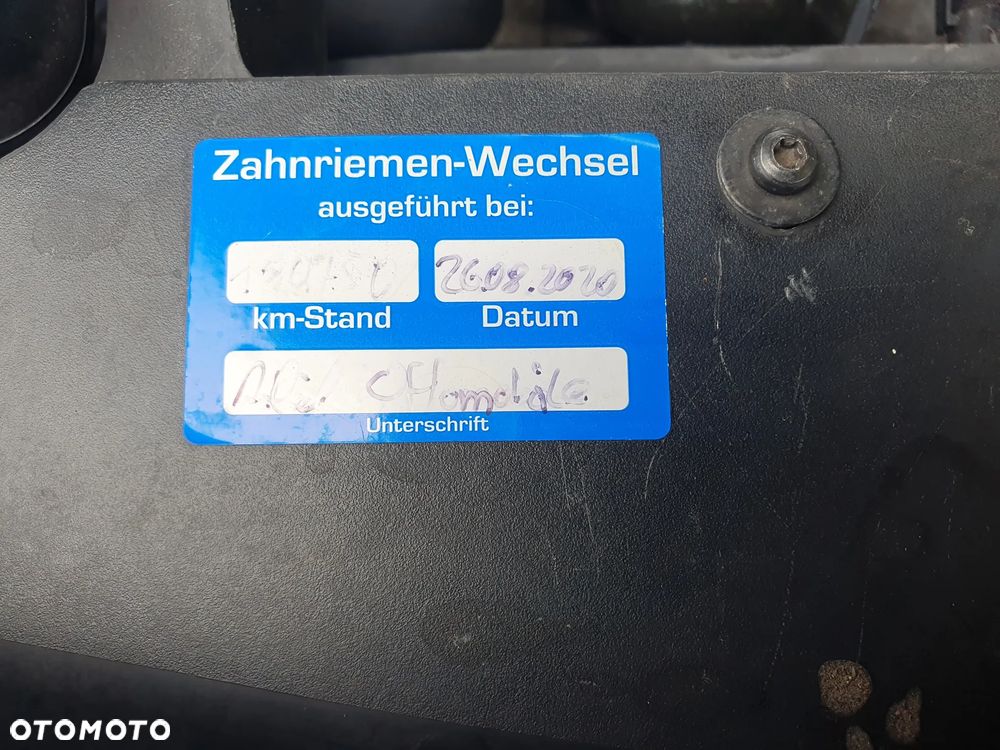 Zahnriemen-Wechsel
ausgeführt bei:
26.08.2020
km-Stand Datum
Unterschrift
OTOMOTO